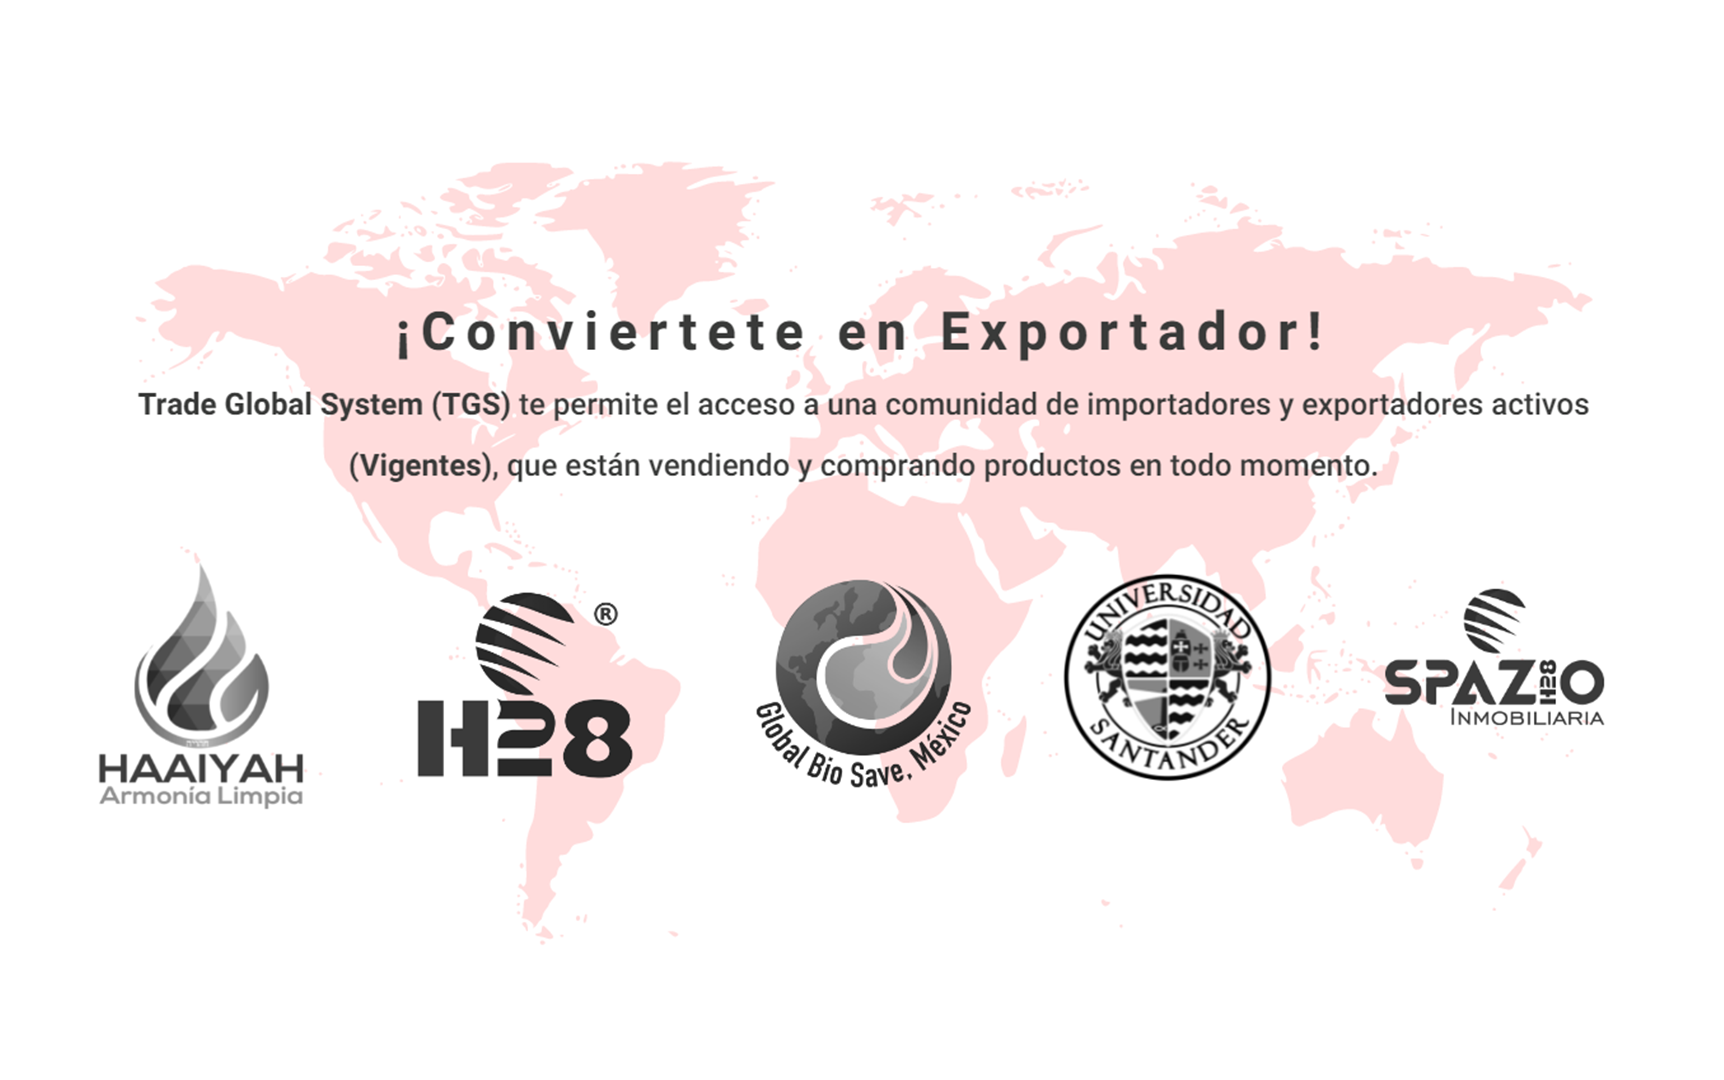 ¡Conviertete en Exportador!
Trade Global System (TGS) te permite el acceso a una comunidad de importadores y exportadores activos
(Vigentes), que están vendiendo y comprando productos en todo momento.
HAAIYAH
Armonía Limpia
®
H28
Global Bio Save, México
UNIVERSIDAD
SANTANDER
SPAZIO
H28
INMOBILIARIA